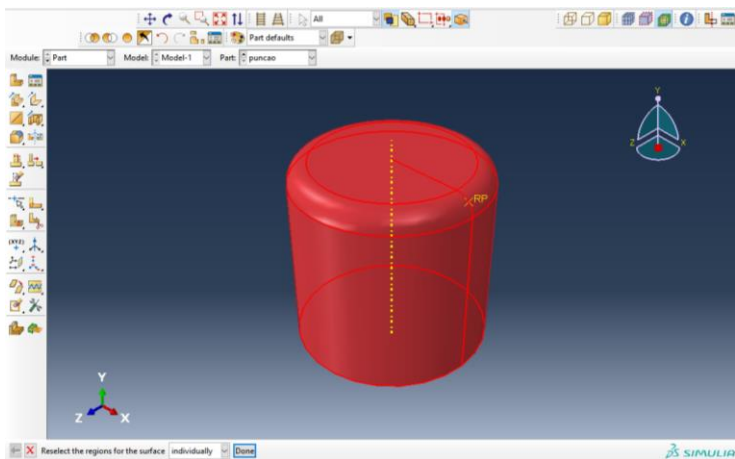 All
Part defaults
Module: Part Model: Model-1 Part: puncao
Y
Z X
RP
(XYZ)
Y
Z X
Reselect the regions for the surface individually Done
SIMULIA